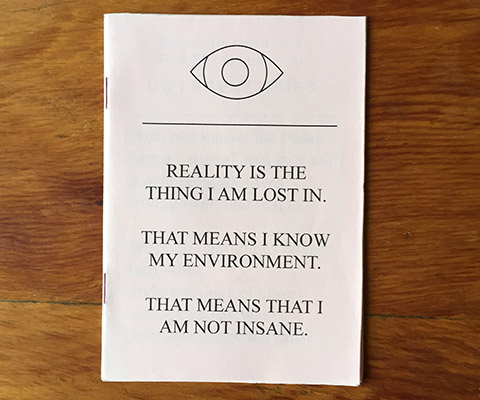 REALITY IS THE
THING I AM LOST IN.
THAT MEANS I KNOW
MY ENVIRONMENT.
THAT MEANS THAT I
AM NOT INSANE.